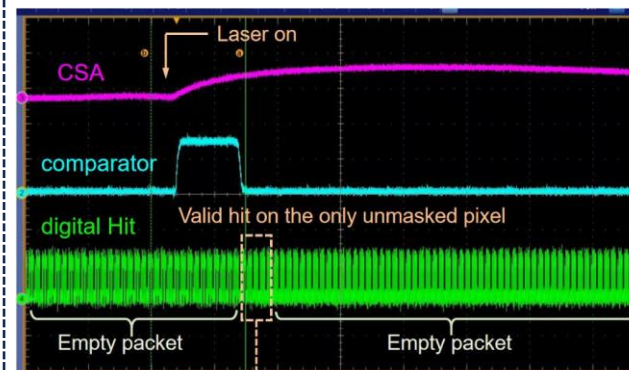 Laser on
CSA
comparator
Valid hit on the only unmasked pixel
digital Hit
Empty packet
Empty packet